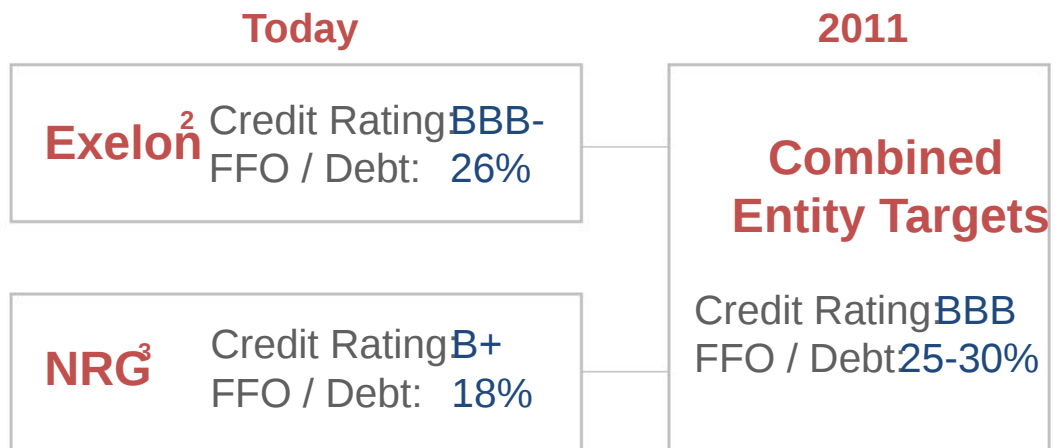 Today
2011
Exelon2
Credit Rating: BBB-
FFO / Debt: 26%
Combined
Entity Targets
Credit Rating: BBB
FFO / Debt: 25-30%
NRG3
Credit Rating: B+
FFO / Debt: 18%